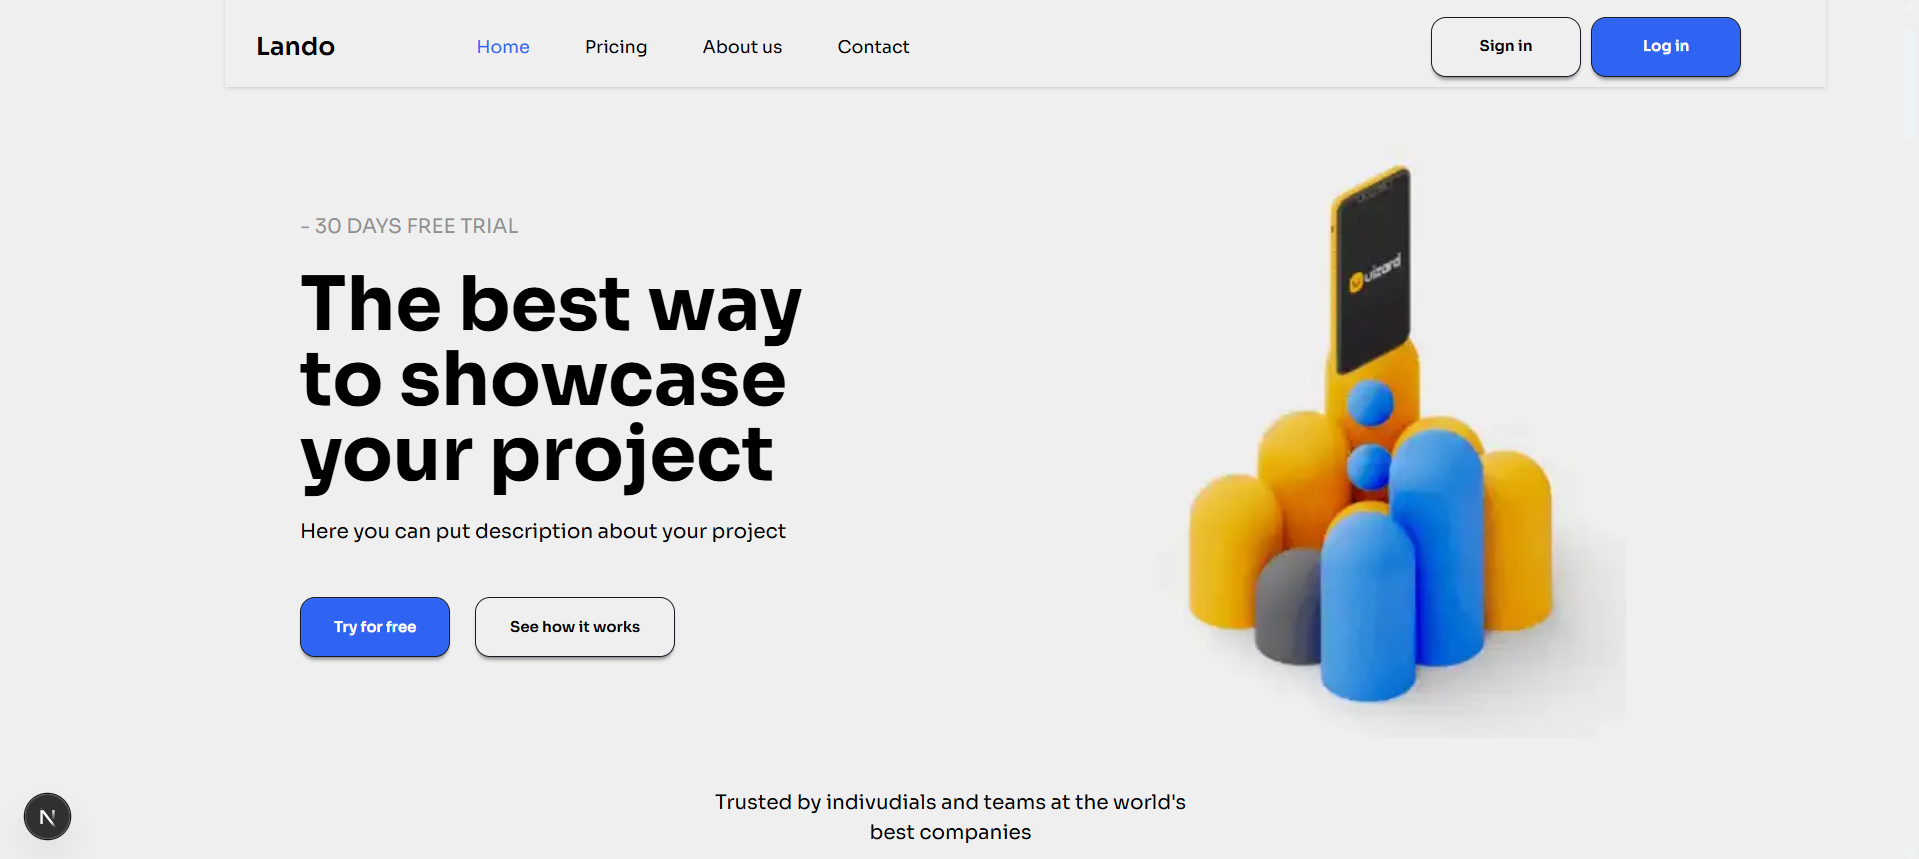 Lando
Home
Pricing
About us
Contact
Sign in
Log in
- 30 DAYS FREE TRIAL
The best way
to showcase
your project
Here you can put description about your project
Try for free
See how it works
uizard
Trusted by indivudials and teams at the world's
best companies
N